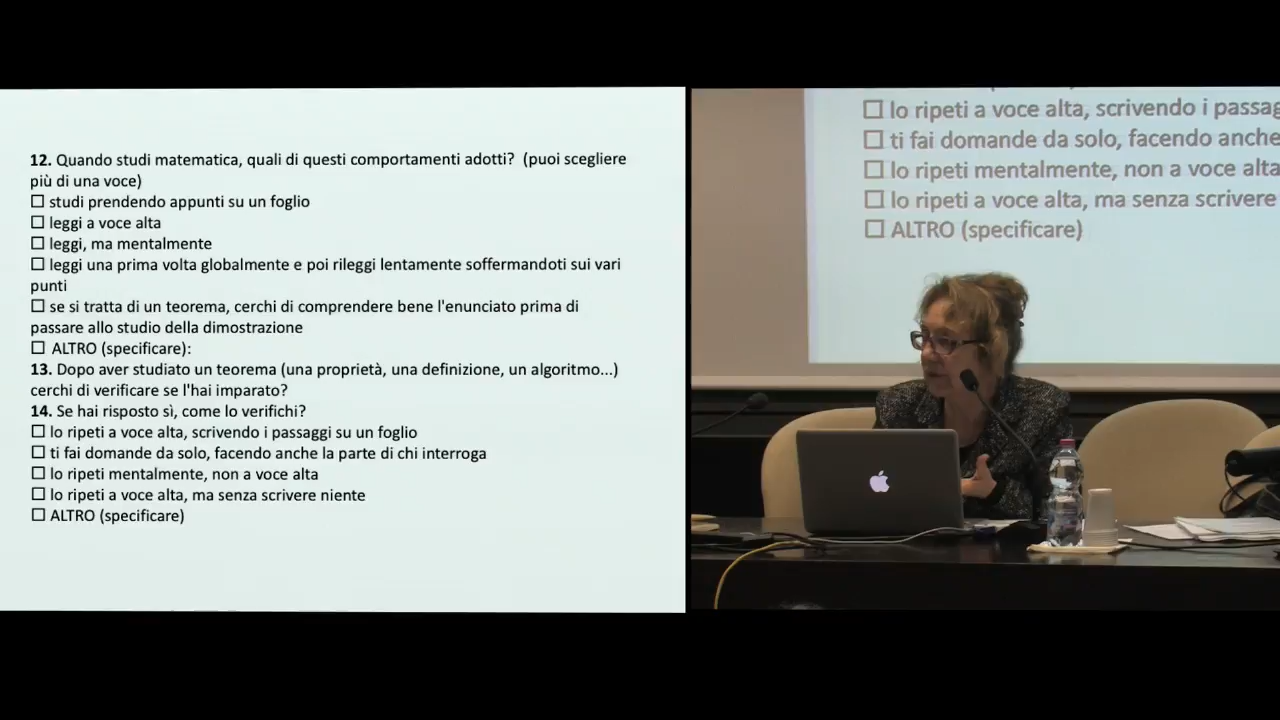 12. Quando studi matematica, quali di questi comportamenti adotti? (puoi scegliere
più di una voce)
☐ studi prendendo appunti su un foglio
☐ leggi a voce alta
☐ leggi, ma mentalmente
☐ leggi una prima volta globalmente e poi rileggi lentamente soffermandoti sui vari
punti
☐ se si tratta di un teorema, cerchi di comprendere bene l'enunciato prima di
passare allo studio della dimostrazione
☐ ALTRO (specificare):
13. Dopo aver studiato un teorema (una proprietà, una definizione, un algoritmo...)
cerchi di verificare se l'hai imparato?
14. Se hai risposto sì, come lo verifichi?
☐ lo ripeti a voce alta, scrivendo i passaggi su un foglio
☐ ti fai domande da solo, facendo anche la parte di chi interroga
☐ lo ripeti mentalmente, non a voce alta
☐ lo ripeti a voce alta, ma senza scrivere niente
☐ ALTRO (specificare)
☐ lo ripeti a voce alta, scrivendo i passag
☐ ti fai domande da solo, facendo anche
☐ lo ripeti mentalmente, non a voce alta
☐ lo ripeti a voce alta, ma senza scrivere
☐ ALTRO (specificare)